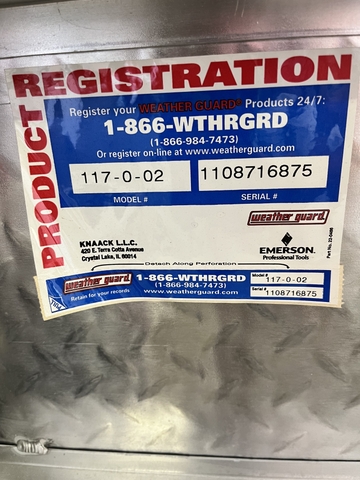 PRODUCT REGISTRATION
Register your WEATHER GUARD® Products 24/7:
1-866-WTHRGRD
(1-866-984-7473)
Or register on-line at www.weatherguard.com
117-0-02
1108716875
MODEL #
SERIAL #
weather guard
KNAACK L.L.C.
420 E. Terra Cotta Avenue
Crystal Lake, IL 60014
EMERSON
Professional Tools
Detach Along Perforation
weather guard
Retain for your records
1-866-WTHRGRD
(1-866-984-7473)
www.weatherguard.com
Model # 117-0-02
Serial # 1108716875